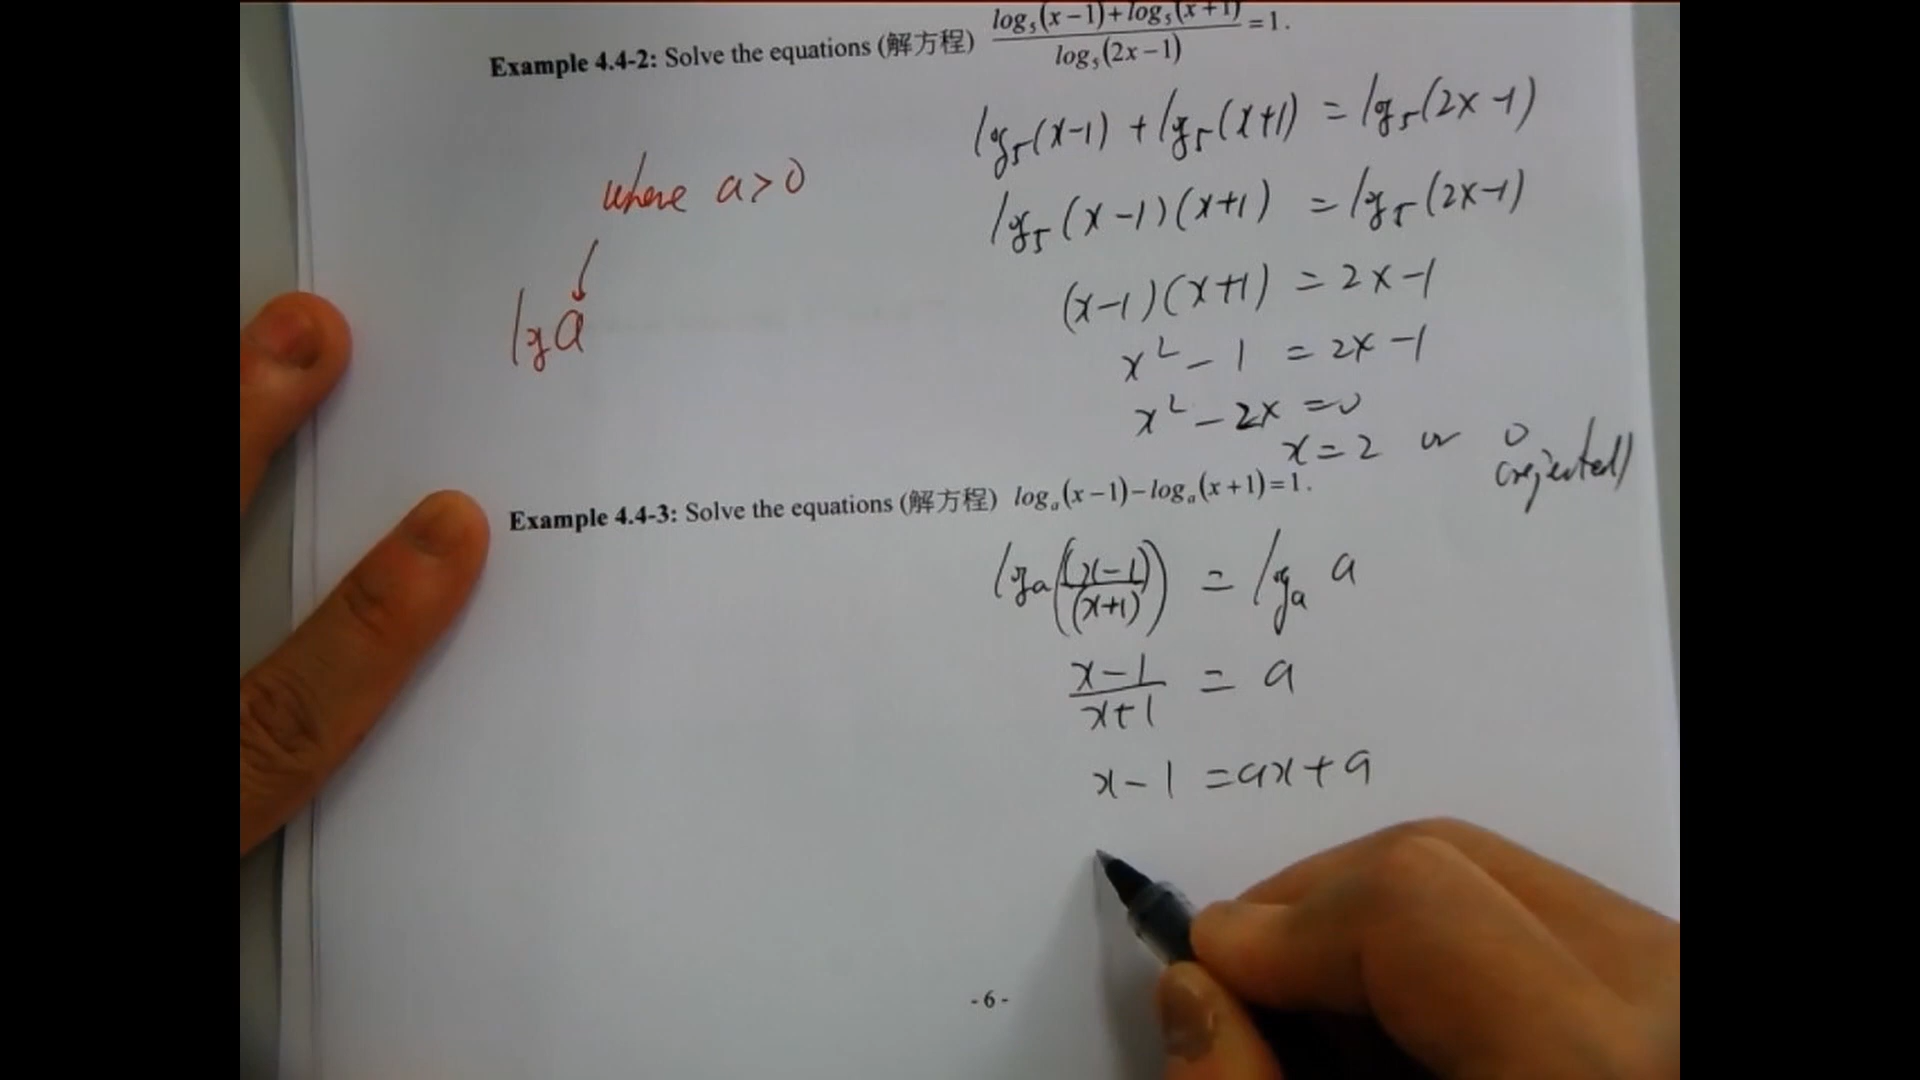 Example 4.4-2: Solve the equations (解方程) log₅(x−1)+log₅(x+1) / log₅(2x−1) =1.
log₅(x−1) + log₅(x+1) = log₅(2x−1)
where a>0
log₅(x−1)(x+1) = log₅(2x−1)
log a
(x−1)(x+1) = 2x−1
x² − 1 = 2x−1
x² − 2x = 0
x = 2 or 0
(rejected)
Example 4.4-3: Solve the equations (解方程) logₐ(x−1)−logₐ(x+1)=1.
logₐ((x−1)/(x+1)) = logₐ a
x−1 / x+1 = a
x−1 = ax+a
- 6 -